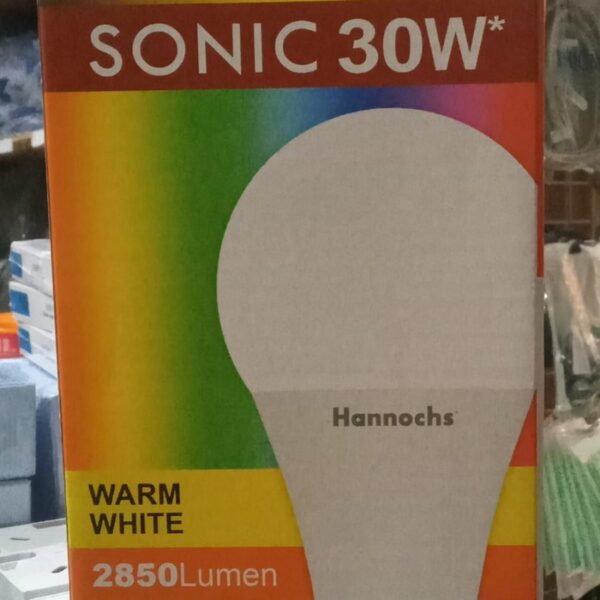 SONIC 30W*
Hannochs
WARM
WHITE
2850Lumen